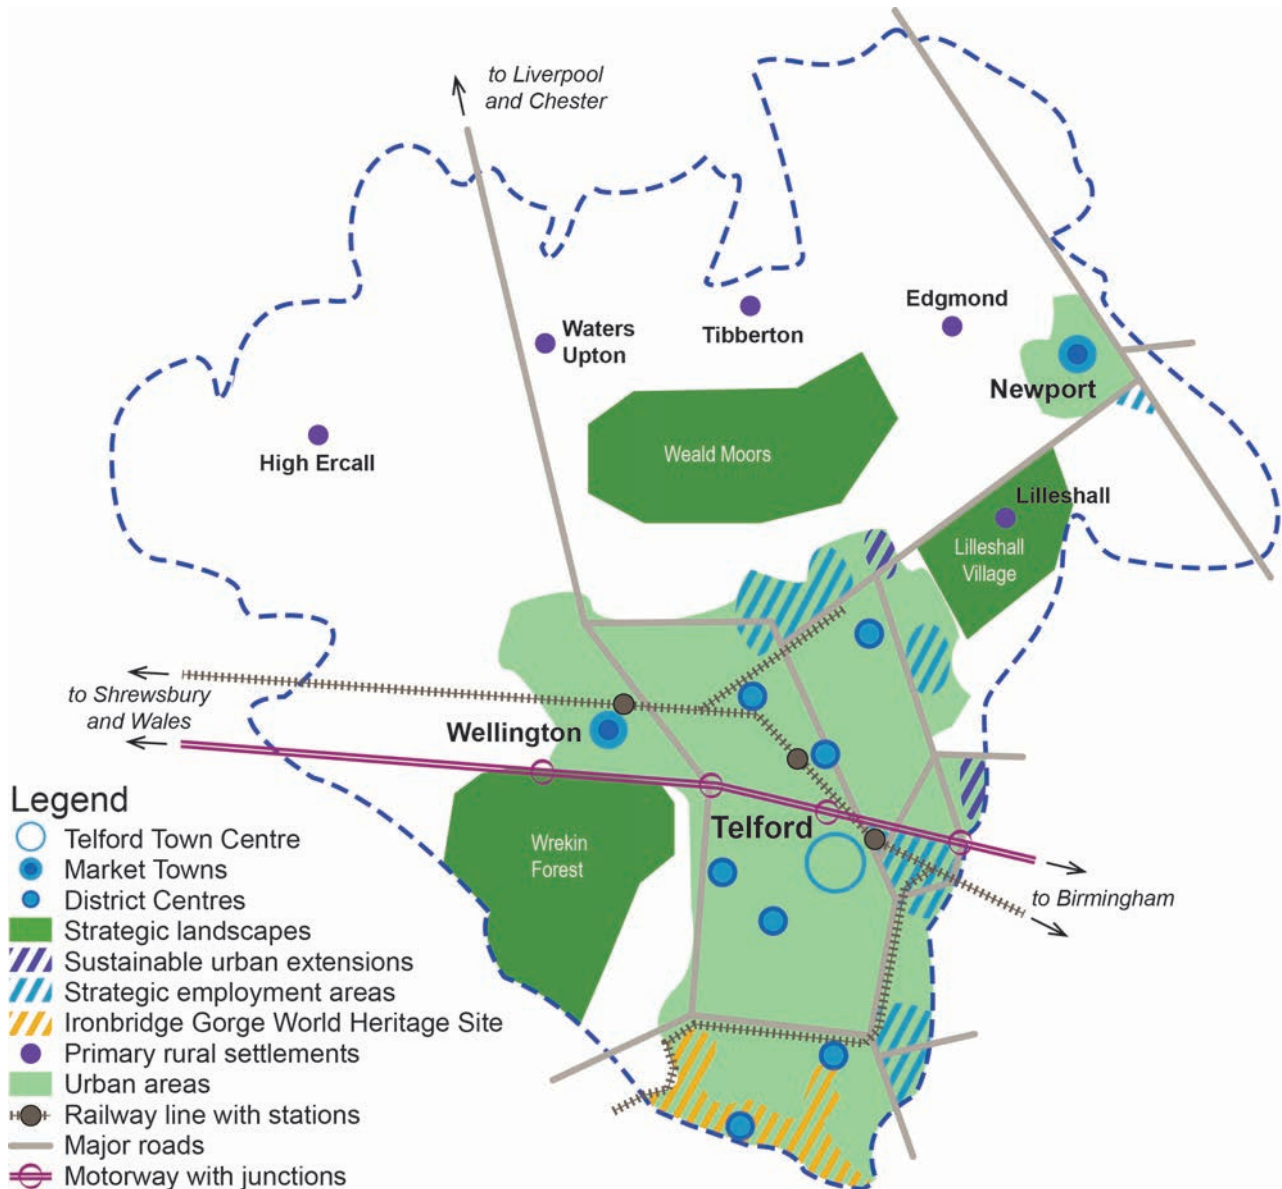 to Liverpool
and Chester
Edgmond
Waters
Upton
Tibberton
Newport
High Ercall
Weald Moors
Lilleshall
Lilleshall
Village
to Shrewsbury
and Wales
Wellington
Telford
Wrekin
Forest
to Birmingham
Legend
Telford Town Centre
Market Towns
District Centres
Strategic landscapes
Sustainable urban extensions
Strategic employment areas
Ironbridge Gorge World Heritage Site
Primary rural settlements
Urban areas
Railway line with stations
Major roads
Motorway with junctions